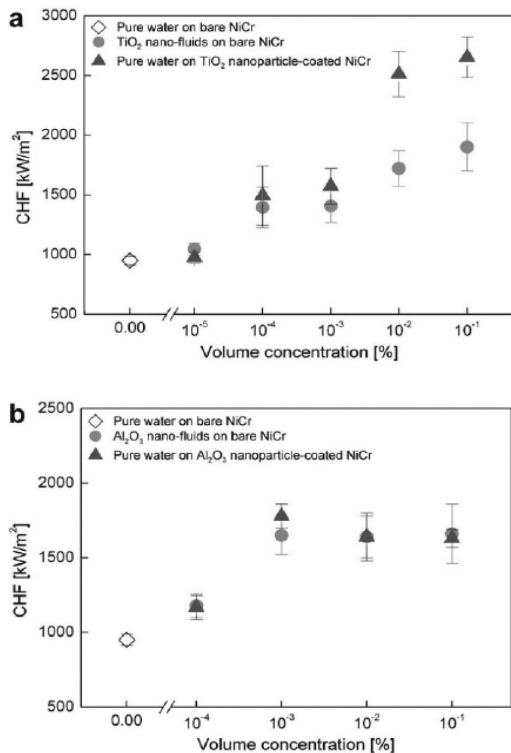 a
Pure water on bare NiCr
TiO₂ nano-fluids on bare NiCr
Pure water on TiO₂ nanoparticle-coated NiCr
3000
2500
2000
1500
1000
500
CHF [kW/m²]
0.00 10⁻⁵ 10⁻⁴ 10⁻³ 10⁻² 10⁻¹
Volume concentration [%]
b
Pure water on bare NiCr
Al₂O₃ nano-fluids on bare NiCr
Pure water on Al₂O₃ nanoparticle-coated NiCr
2500
2000
1500
1000
500
CHF [kW/m²]
0.00 10⁻⁴ 10⁻³ 10⁻² 10⁻¹
Volume concentration [%]